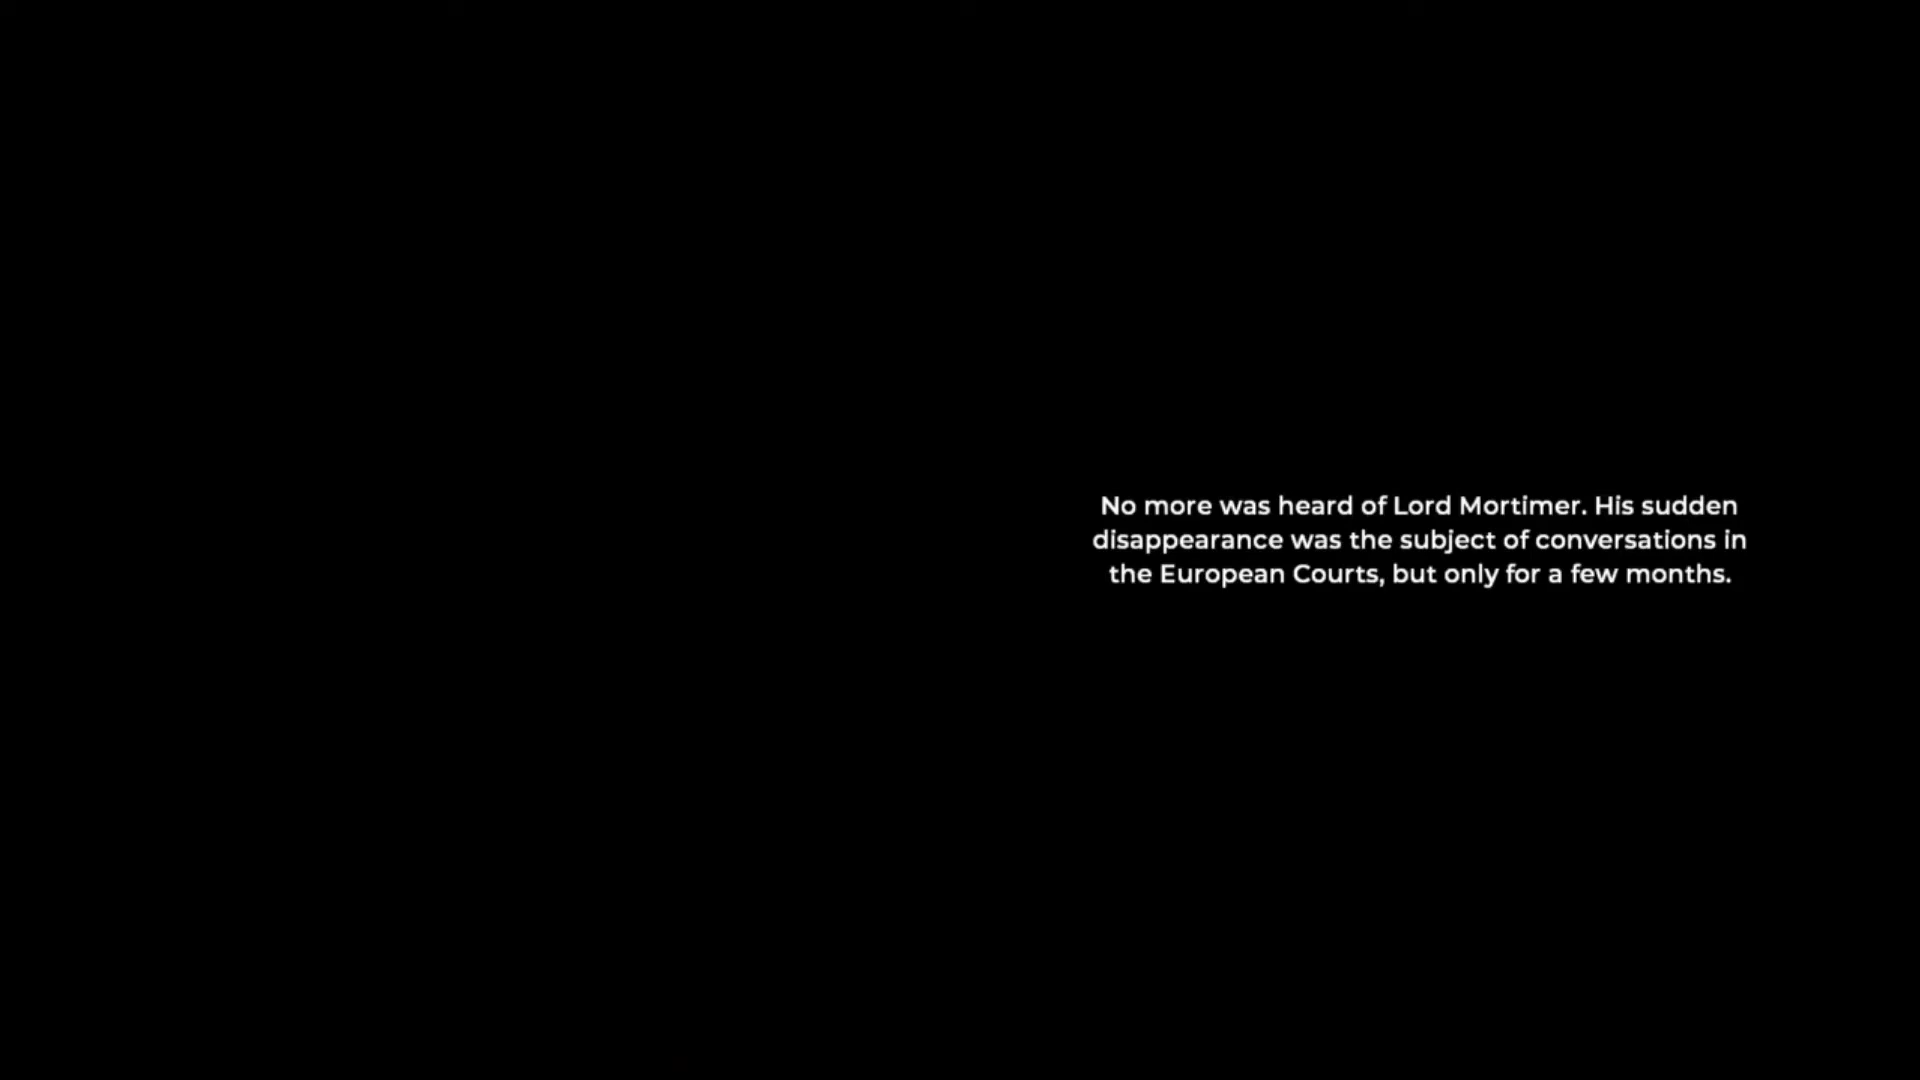 No more was heard of Lord Mortimer. His sudden
disappearance was the subject of conversations in
the European Courts, but only for a few months.